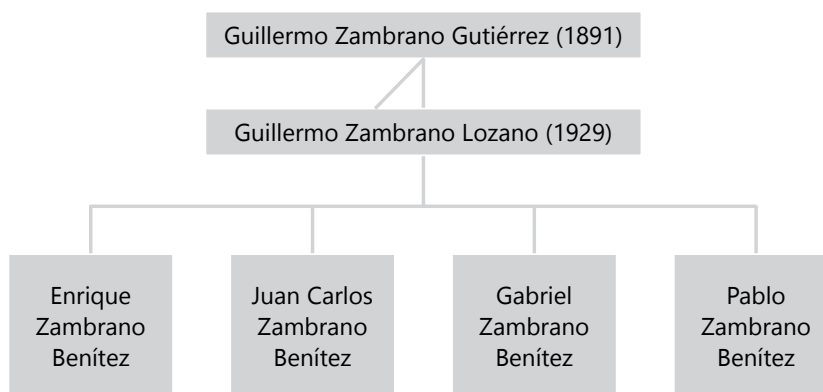 Guillermo Zambrano Gutiérrez (1891)
Guillermo Zambrano Lozano (1929)
Enrique
Zambrano
Benítez
Juan Carlos
Zambrano
Benítez
Gabriel
Zambrano
Benítez
Pablo
Zambrano
Benítez